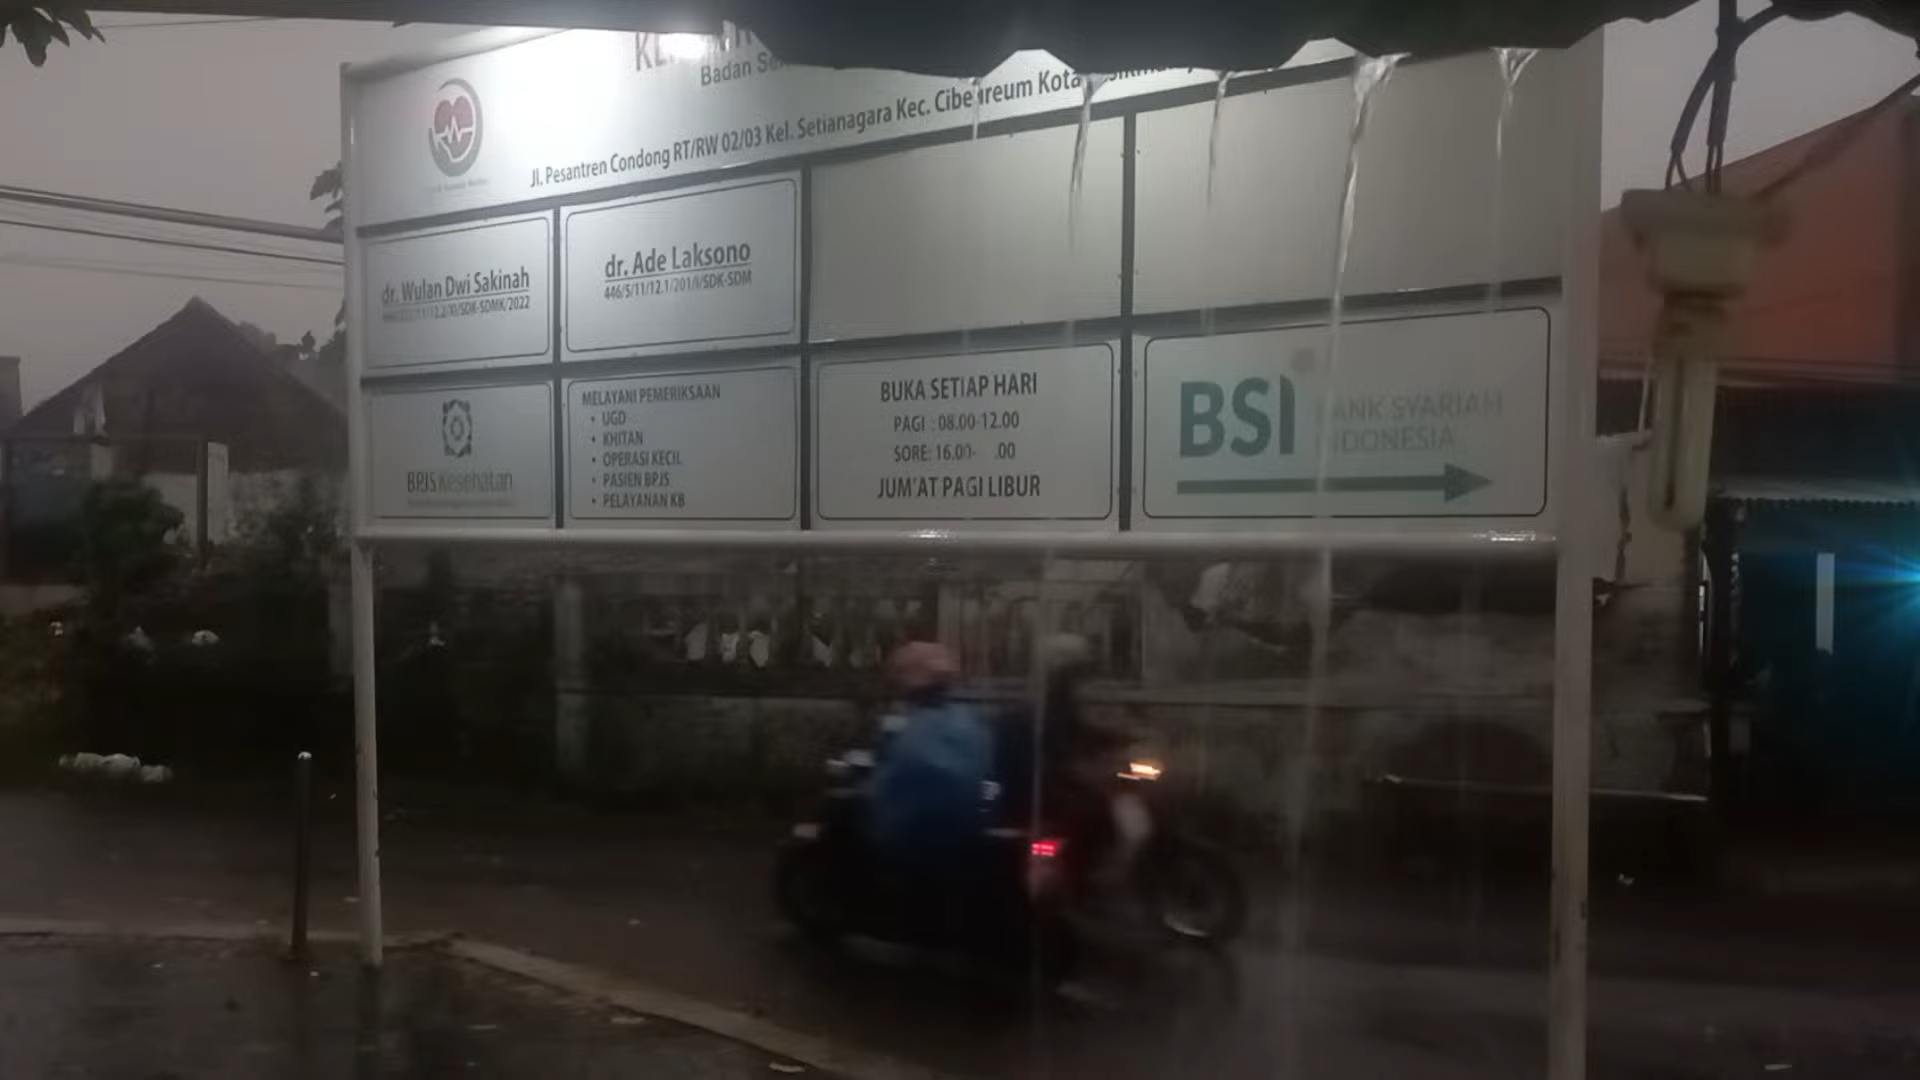 Badan
Jl. Pesantren Condong RT/RW 02/03 Kel. Setianagara Kec. Cibeureum Kota
dr. Wulan Dwi Sakinah
dr. Ade Laksono
446/5/11/12.1/201/I/SDK-SDM
BPJS Kesehatan
MELAYANI PEMERIKSAAN
• UGD
• KHITAN
• OPERASI KECIL
• PASIEN BPJS
• PELAYANAN KB
BUKA SETIAP HARI
PAGI : 08.00-12.00
SORE: 16.00- .00
JUM'AT PAGI LIBUR
BSI BANK SYARIAH
INDONESIA